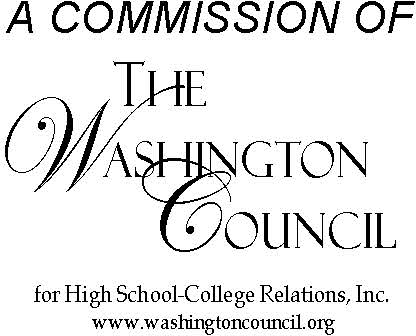 A COMMISSION OF
THE
WASHINGTON
COUNCIL
for High School-College Relations, Inc.
www.washingtoncouncil.org